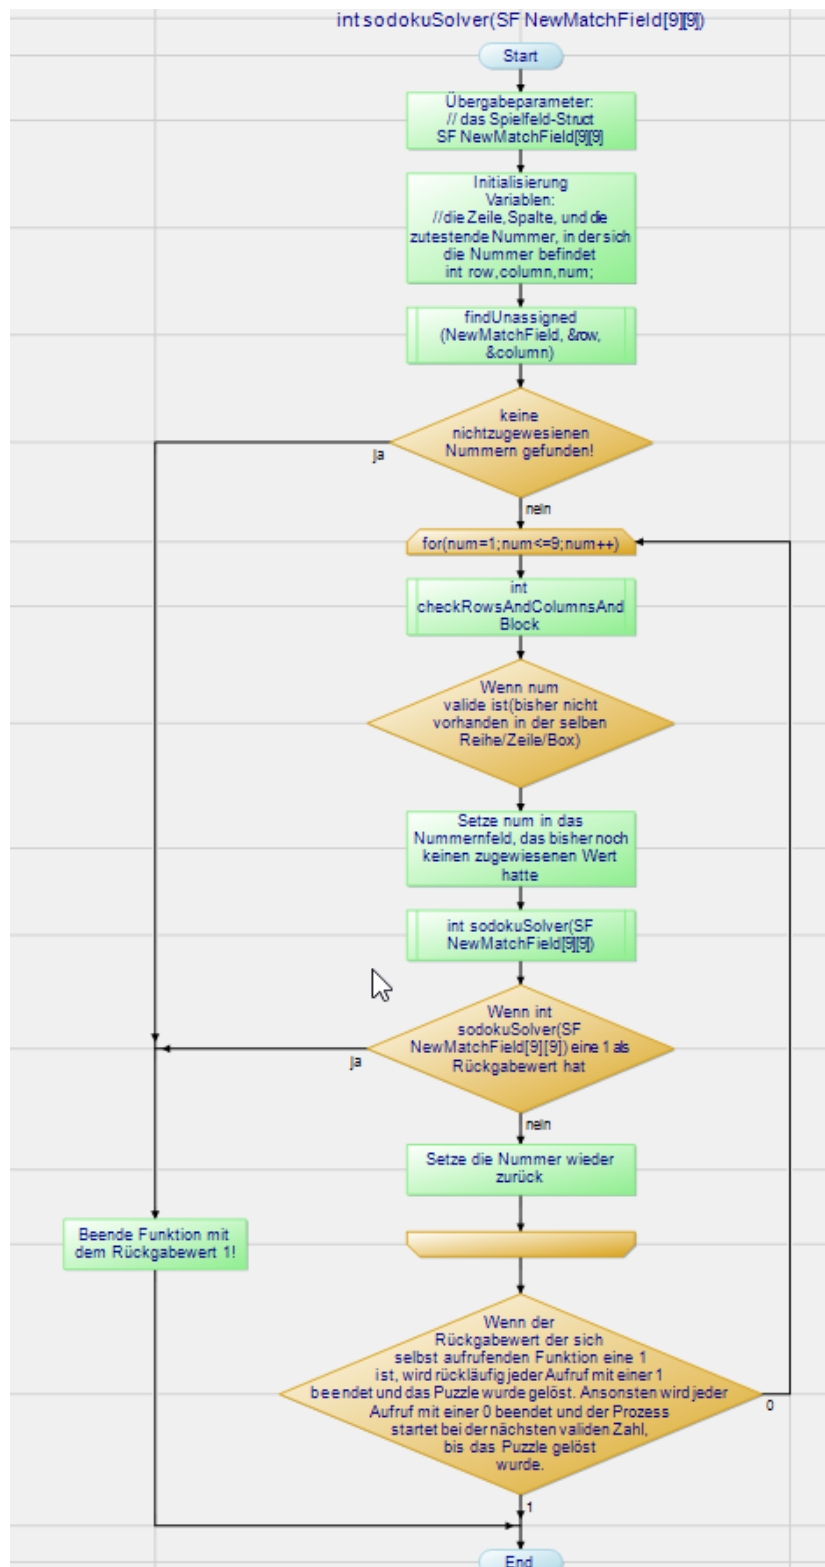 int sodokuSolver(SF NewMatchField[9][9])
Start
Übergabeparameter:
// das Spielfeld-Struct
SF NewMatchField[9][9]
Initialisierung
Variablen:
//die Zeile,Spalte, und die
zutestende Nummer, in der sich
die Nummer befindet
int row,column,num;
findUnassigned
(NewMatchField, &row,
&column)
keine
nichtzugewesienen
Nummern gefunden!
ja
nein
for(num=1;num<=9;num++)
int
checkRowsAndColumnsAnd
Block
Wenn num
valide ist(bisher nicht
vorhanden in der selben
Reihe/Zeile/Box)
Setze num in das
Nummernfeld, das bisher noch
keinen zugewiesenen Wert
hatte
int sodokuSolver(SF
NewMatchField[9][9])
Wenn int
sodokuSolver(SF
NewMatchField[9][9]) eine 1 als
Rückgabewert hat
ja
nein
Setze die Nummer wieder
zurück
Beende Funktion mit
dem Rückgabewert 1!
Wenn der
Rückgabewert der sich
selbst aufrufenden Funktion eine 1
ist, wird rückläufig jeder Aufruf mit einer 1
beendet und das Puzzle wurde gelöst. Ansonsten wird jeder
Aufruf mit einer 0 beendet und der Prozess
startet bei der nächsten validen Zahl,
bis das Puzzle gelöst
wurde.
0
1
End